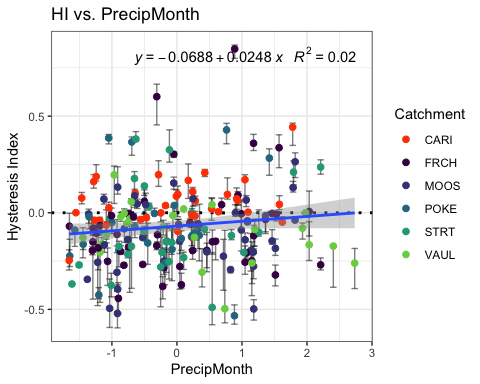 HI vs. PrecipMonth
y = −0.0688 + 0.0248 x R² = 0.02
Hysteresis Index
0.5
0.0
-0.5
-1
0
1
2
3
PrecipMonth
Catchment
CARI
FRCH
MOOS
POKE
STRT
VAUL